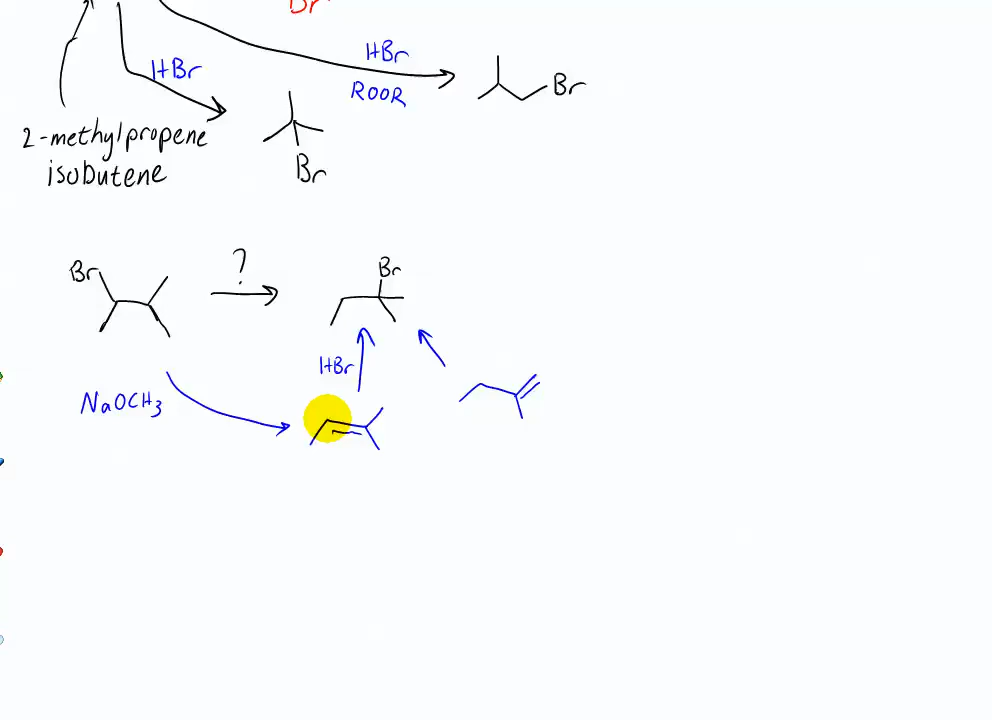 Br
HBr
HBr
ROOR
Br
2-methylpropene
isobutene
Br
Br
?
Br
HBr
NaOCH3